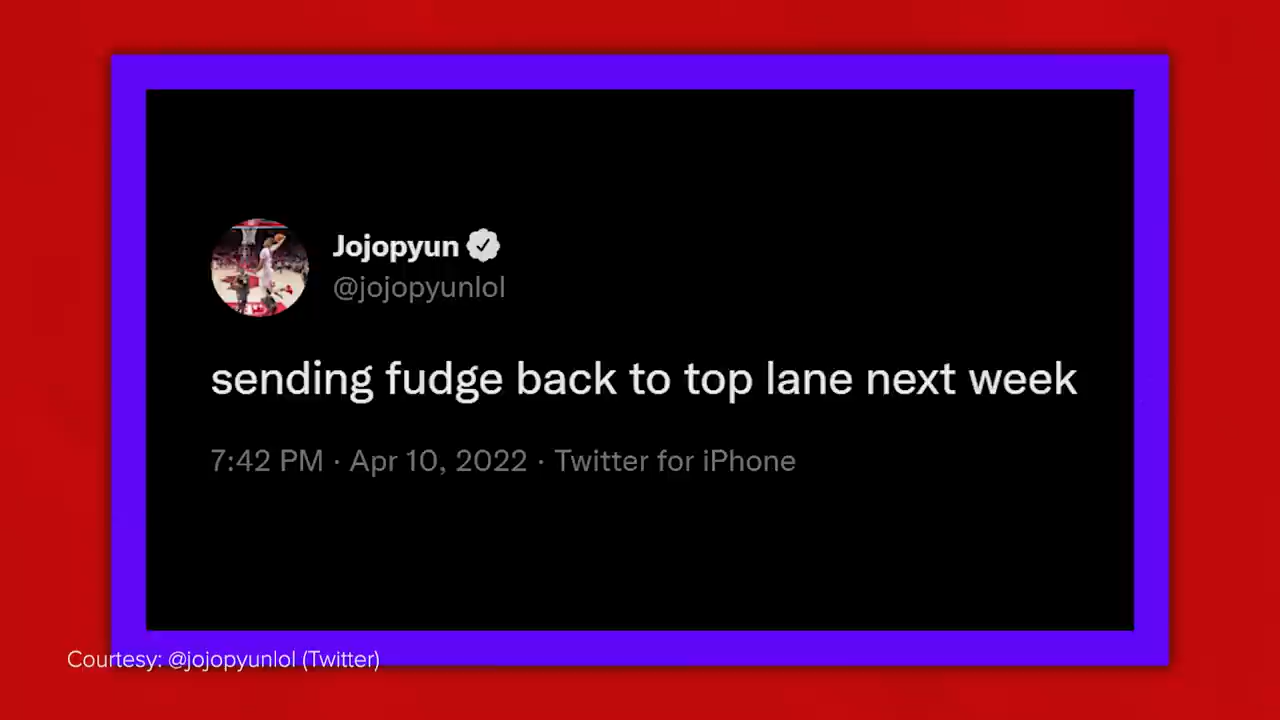 Jojopyun
@jojopyunlol
sending fudge back to top lane next week
7:42 PM · Apr 10, 2022 · Twitter for iPhone
Courtesy: @jojopyunlol (Twitter)